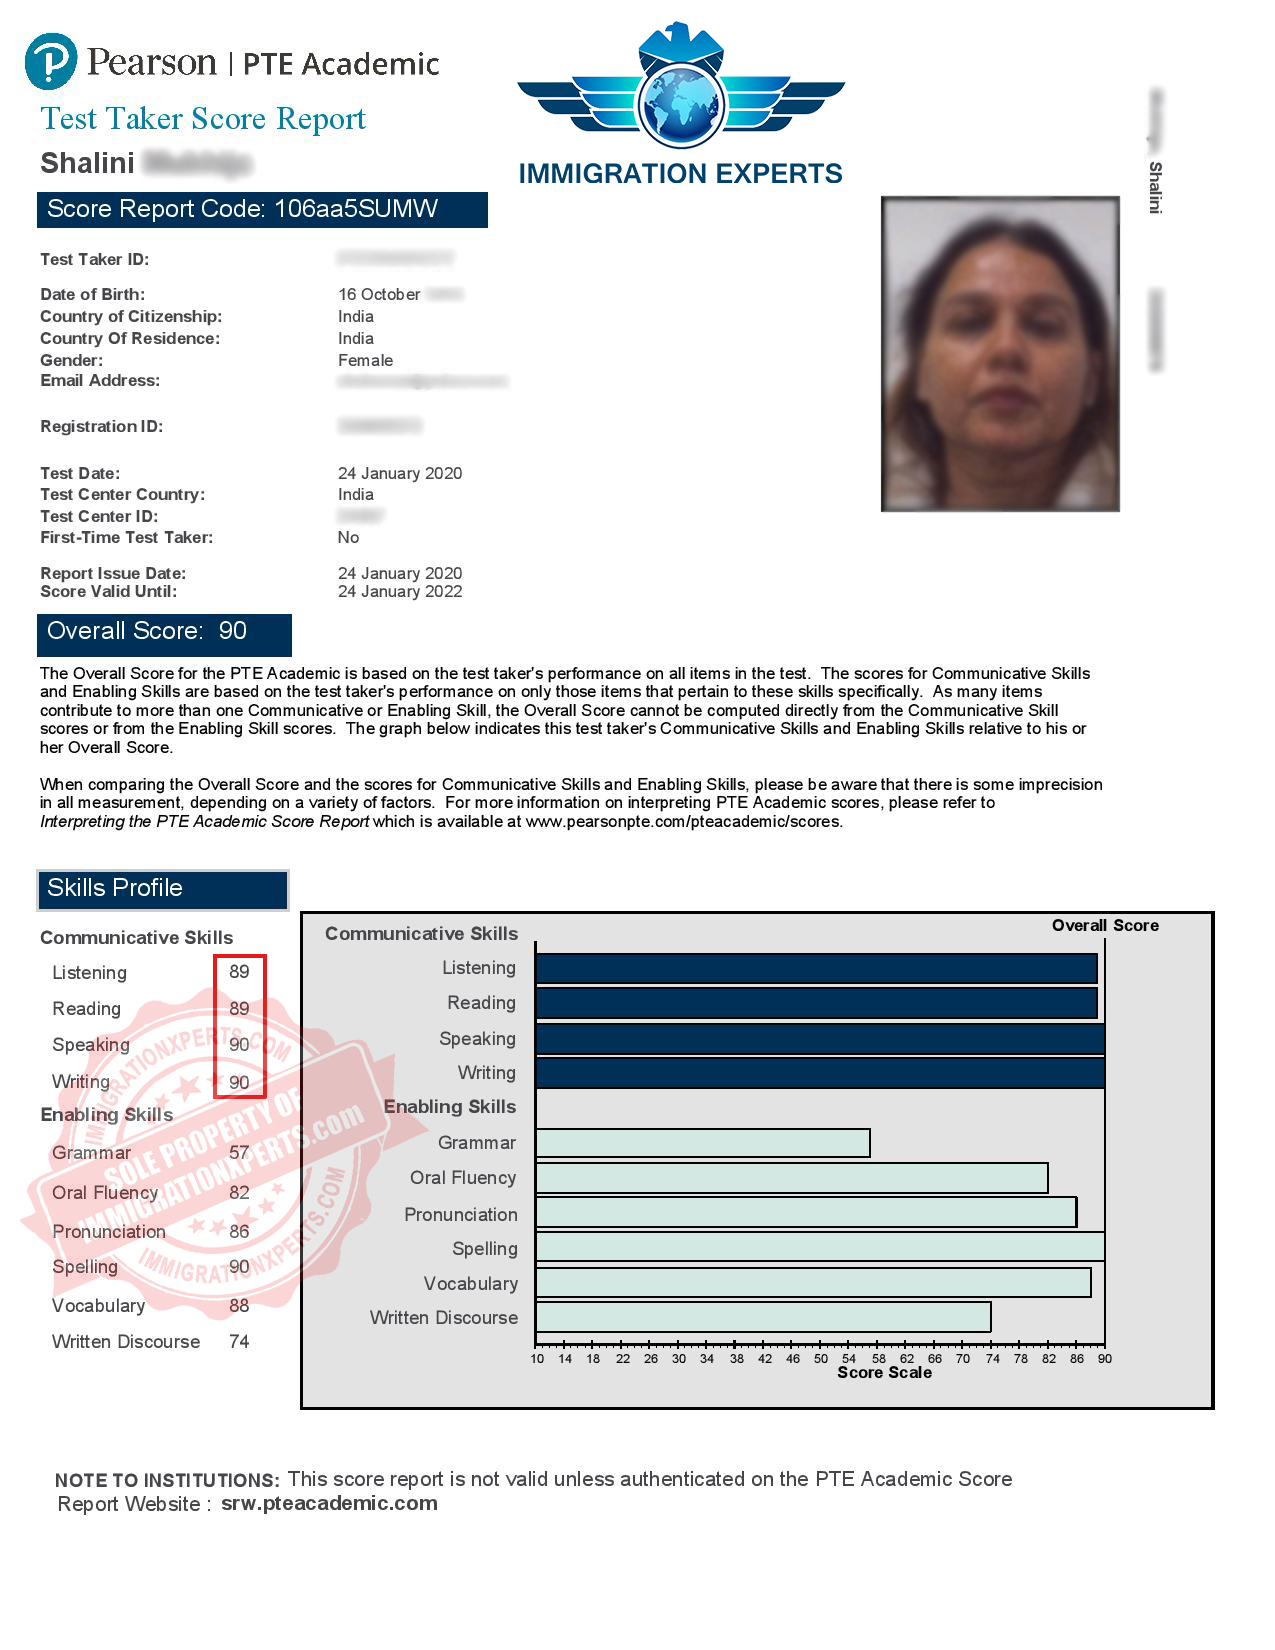 Pearson | PTE Academic
Test Taker Score Report
Shalini
IMMIGRATION EXPERTS
Shalini
Score Report Code: 106aa5SUMW
Test Taker ID:
Date of Birth: 16 October
Country of Citizenship: India
Country Of Residence: India
Gender: Female
Email Address:
Registration ID:
Test Date: 24 January 2020
Test Center Country: India
Test Center ID:
First-Time Test Taker: No
Report Issue Date: 24 January 2020
Score Valid Until: 24 January 2022
Overall Score: 90
The Overall Score for the PTE Academic is based on the test taker's performance on all items in the test. The scores for Communicative Skills
and Enabling Skills are based on the test taker's performance on only those items that pertain to these skills specifically. As many items
contribute to more than one Communicative or Enabling Skill, the Overall Score cannot be computed directly from the Communicative Skill
scores or from the Enabling Skill scores. The graph below indicates this test taker's Communicative Skills and Enabling Skills relative to his or
her Overall Score.
When comparing the Overall Score and the scores for Communicative Skills and Enabling Skills, please be aware that there is some imprecision
in all measurement, depending on a variety of factors. For more information on interpreting PTE Academic scores, please refer to
Interpreting the PTE Academic Score Report which is available at www.pearsonpte.com/pteacademic/scores.
Skills Profile
Communicative Skills
Listening 89
Reading 89
Speaking 90
Writing 90
Enabling Skills
Grammar 57
Oral Fluency 82
Pronunciation 86
Spelling 90
Vocabulary 88
Written Discourse 74
IMMIGRATIONXPERTS.COM
SOLE PROPERTY OF
IMMIGRATIONXPERTS.com
IMMIGRATIONXPERTS.COM
Communicative Skills
Overall Score
Listening
Reading
Speaking
Writing
Enabling Skills
Grammar
Oral Fluency
Pronunciation
Spelling
Vocabulary
Written Discourse
10 14 18 22 26 30 34 38 42 46 50 54 58 62 66 70 74 78 82 86 90
Score Scale
NOTE TO INSTITUTIONS: This score report is not valid unless authenticated on the PTE Academic Score
Report Website : srw.pteacademic.com